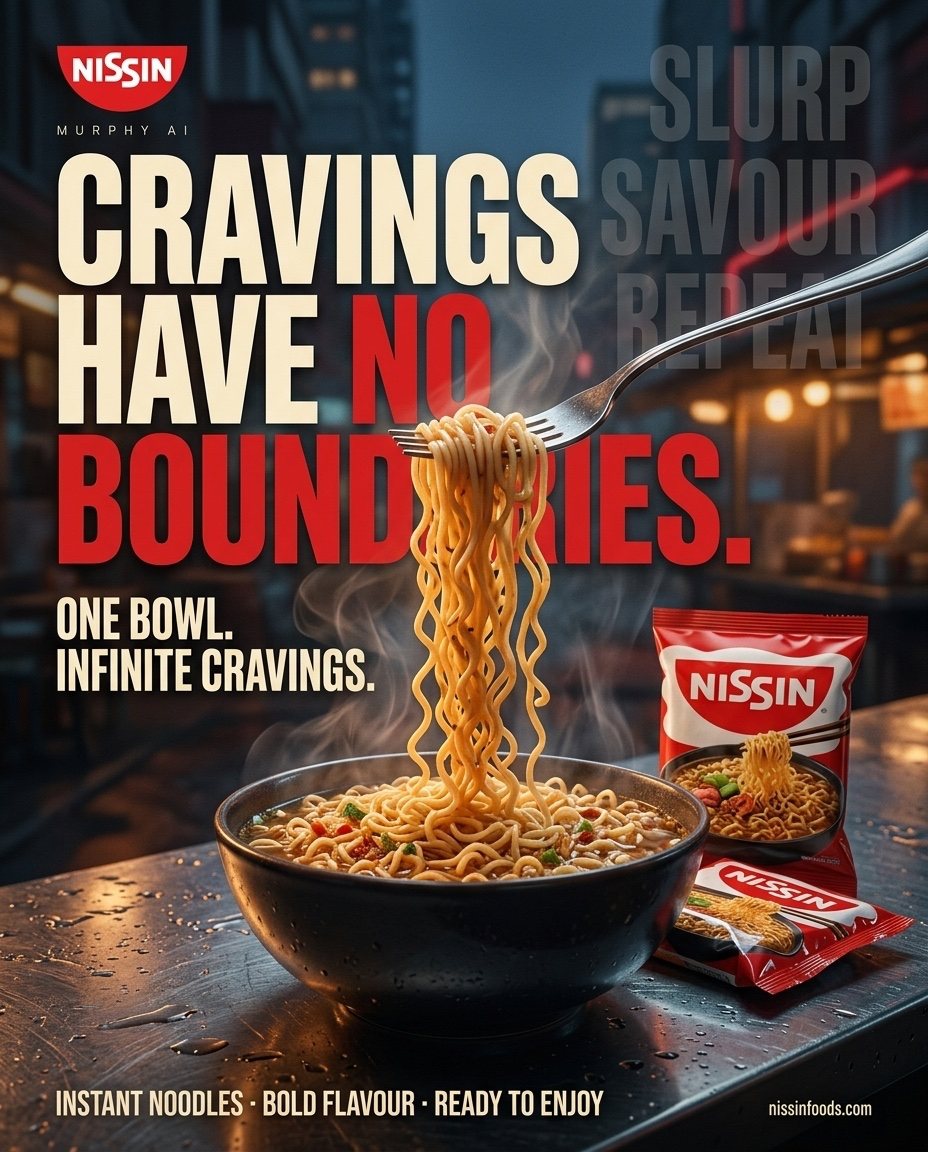 NISSIN
MURPHY AI
SLURP
SAVOUR
REPEAT
CRAVINGS
HAVE NO
BOUNDARIES.
ONE BOWL.
INFINITE CRAVINGS.
NISSIN
NISSIN
INSTANT NOODLES · BOLD FLAVOUR · READY TO ENJOY
nissinfoods.com